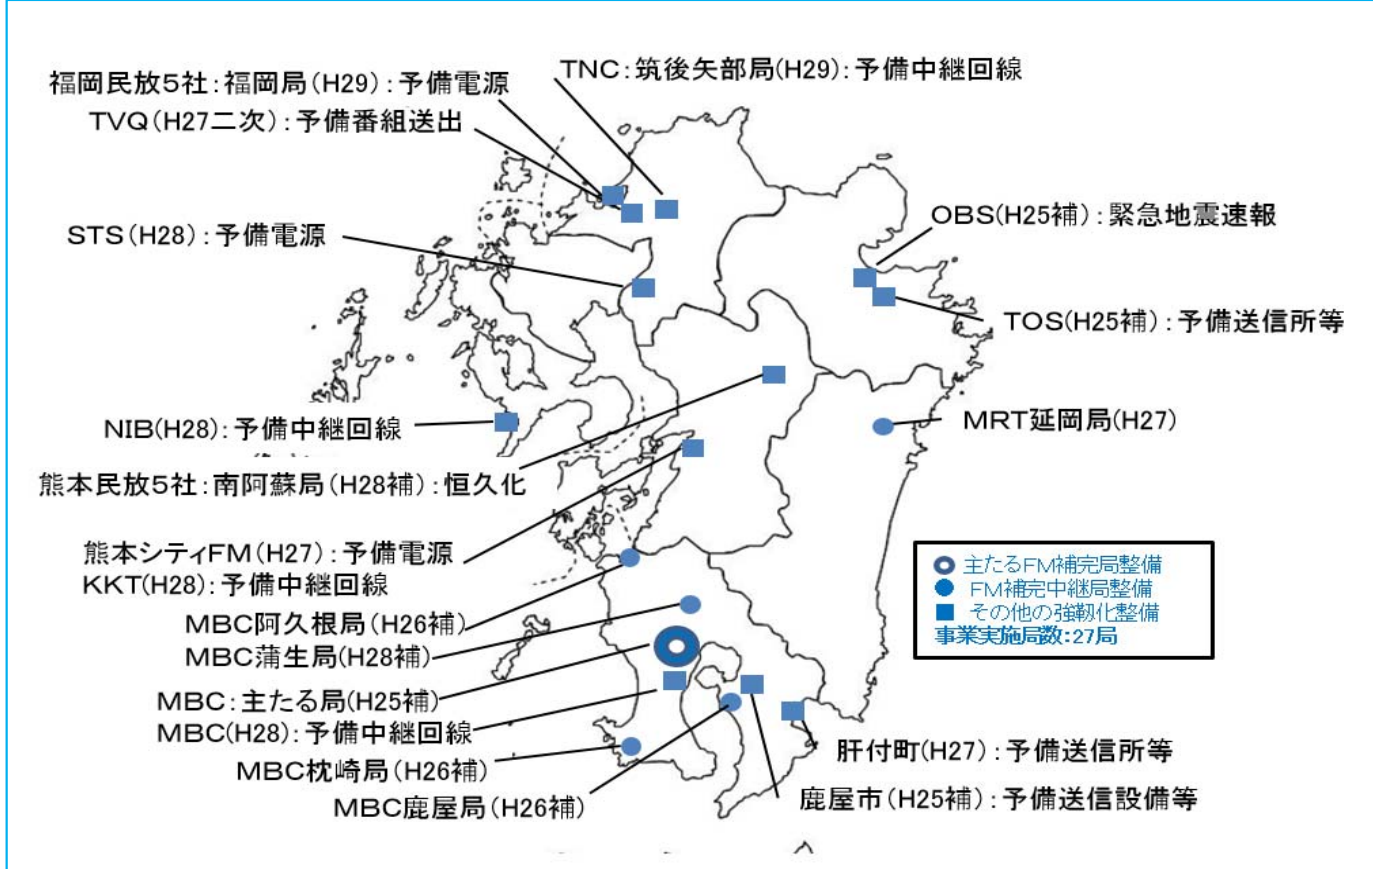 福岡民放５社：福岡局（H29）：予備電源
TNC：筑後矢部局（H29）：予備中継回線
TVQ（H27二次）：予備番組送出
STS（H28）：予備電源
OBS（H25補）：緊急地震速報
TOS（H25補）：予備送信所等
NIB（H28）：予備中継回線
MRT延岡局（H27）
熊本民放５社：南阿蘇局（H28補）：恒久化
熊本シティFM（H27）：予備電源
KKT（H28）：予備中継回線
MBC阿久根局（H26補）
MBC蒲生局（H28補）
MBC：主たる局（H25補）
MBC（H28）：予備中継回線
MBC枕崎局（H26補）
MBC鹿屋局（H26補）
主たるFM補完局整備
FM補完中継局整備
その他の強靱化整備
事業実施局数：27局
肝付町（H27）：予備送信所等
鹿屋市（H25補）：予備送信設備等